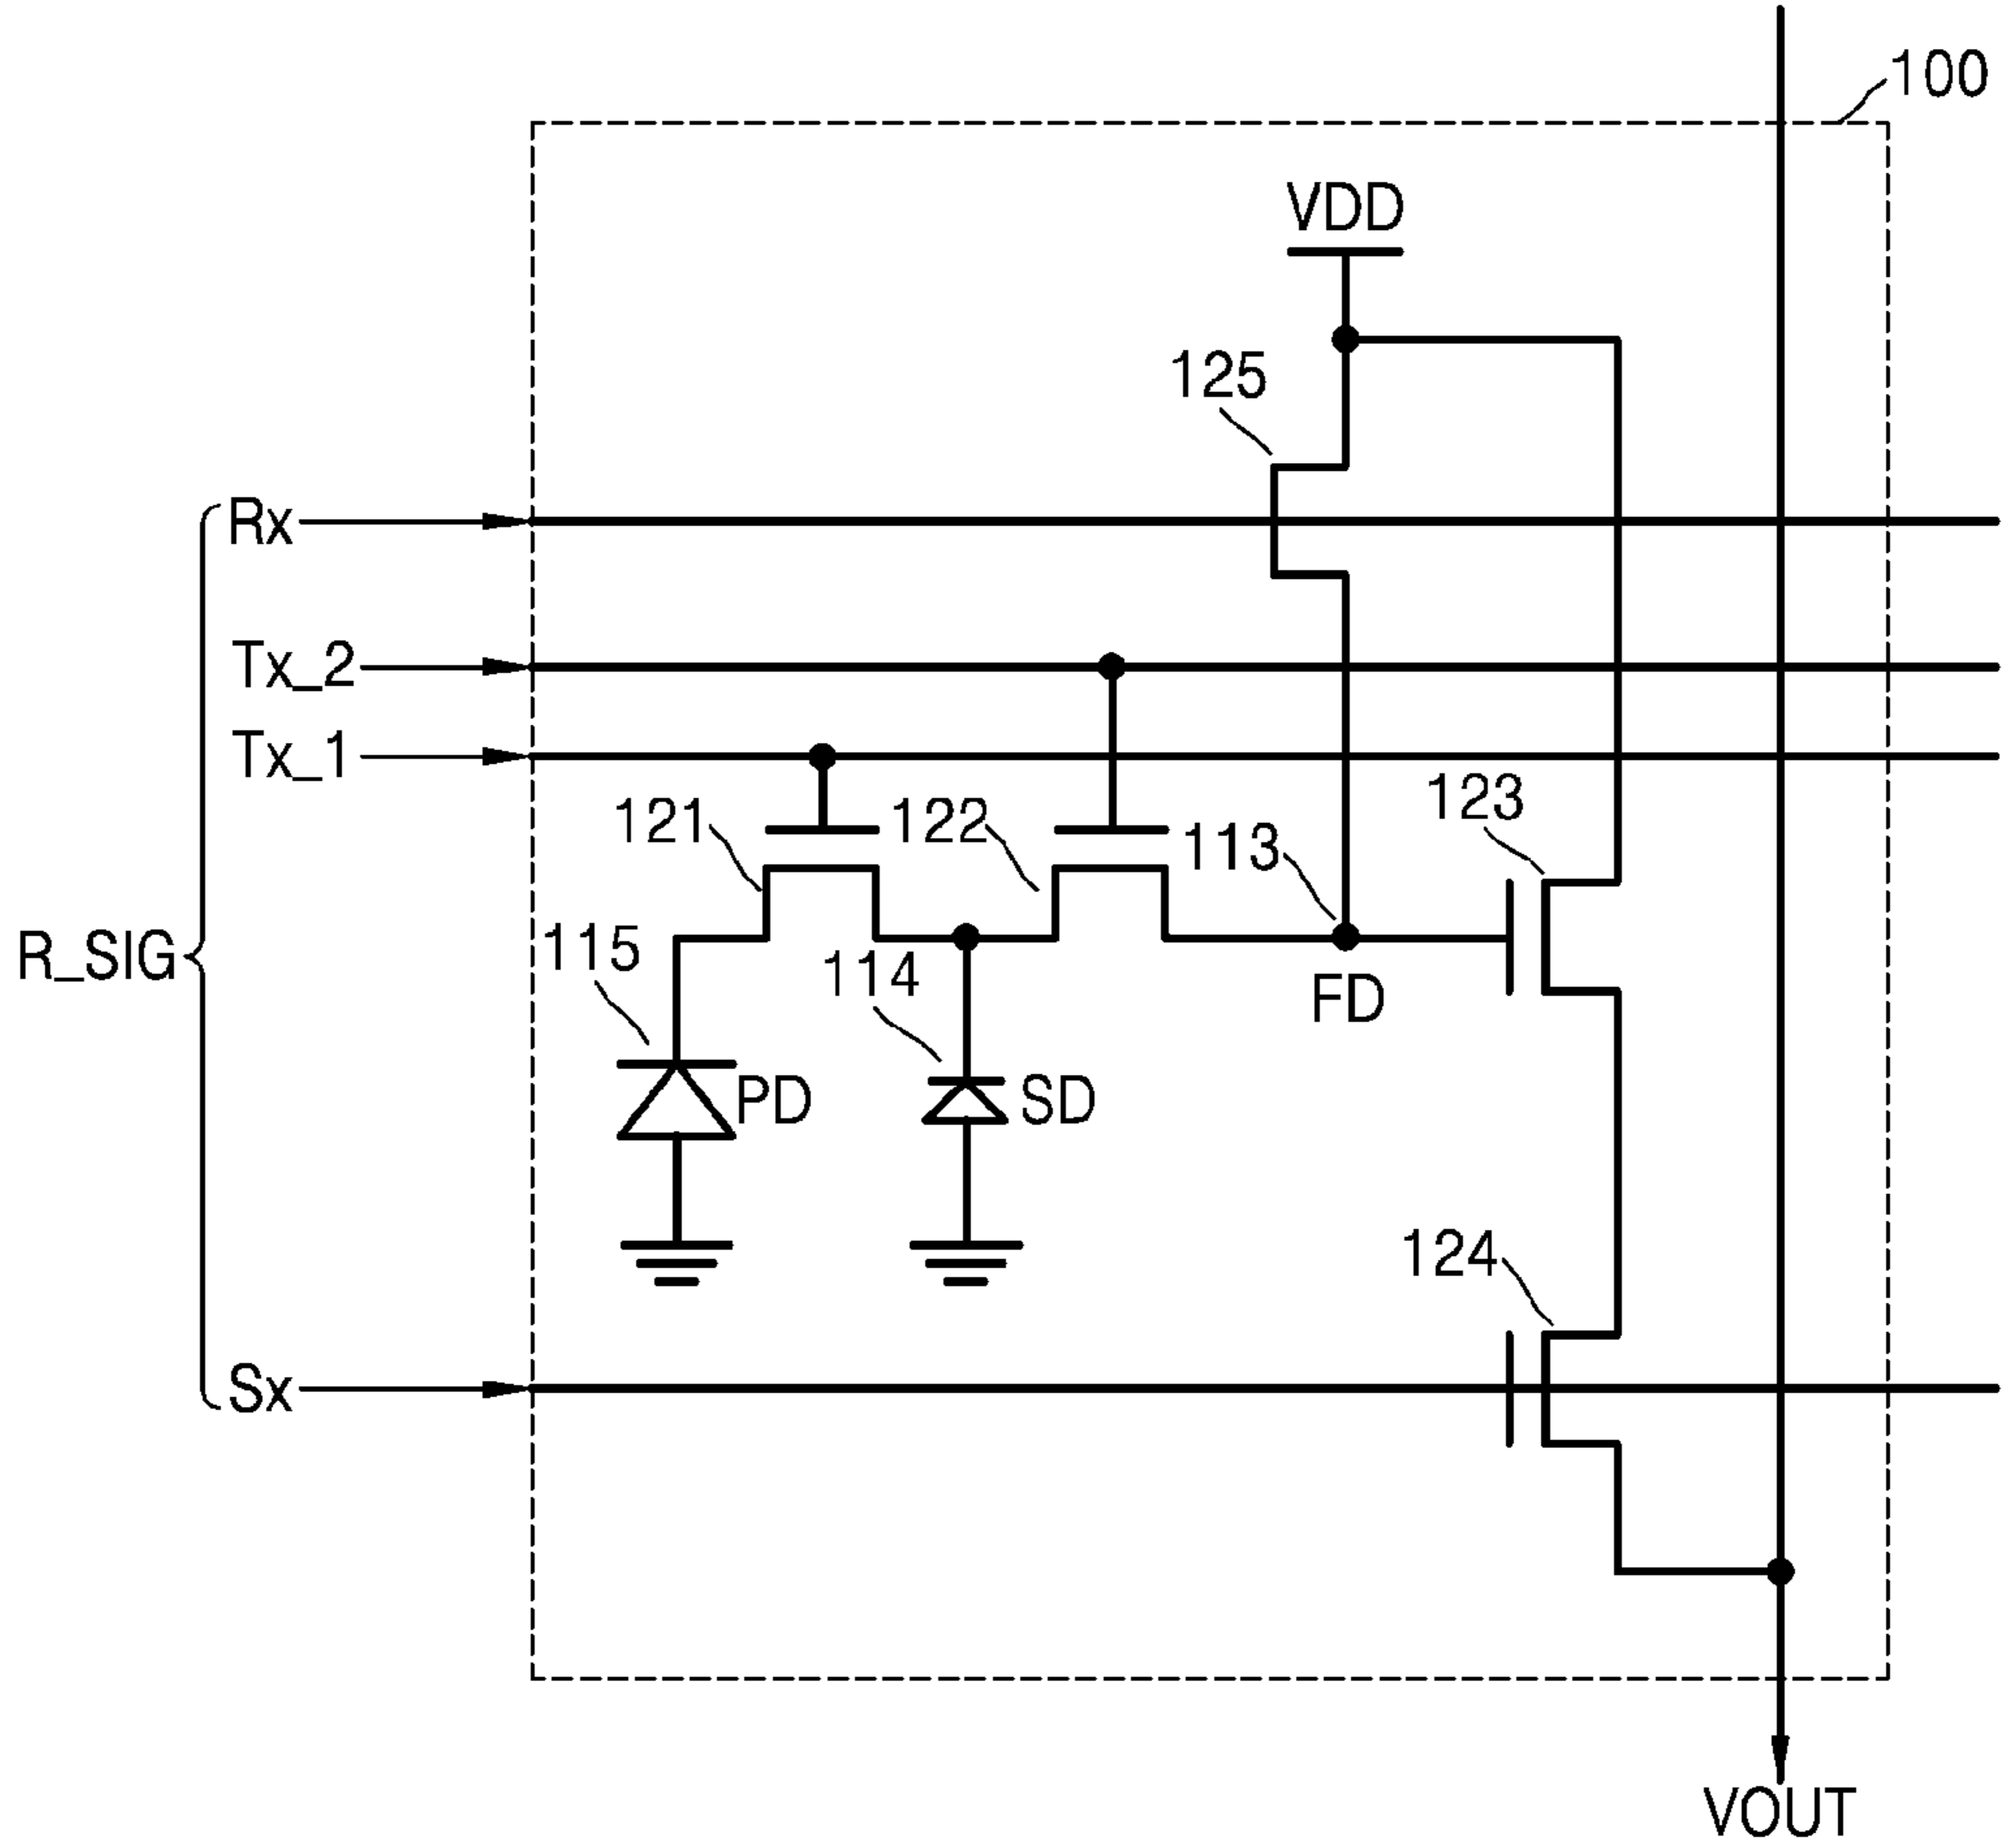 100
VDD
125
Rx
Tx_2
Tx_1
121
122
113
123
R_SIG
115
114
FD
PD
SD
124
Sx
VOUT